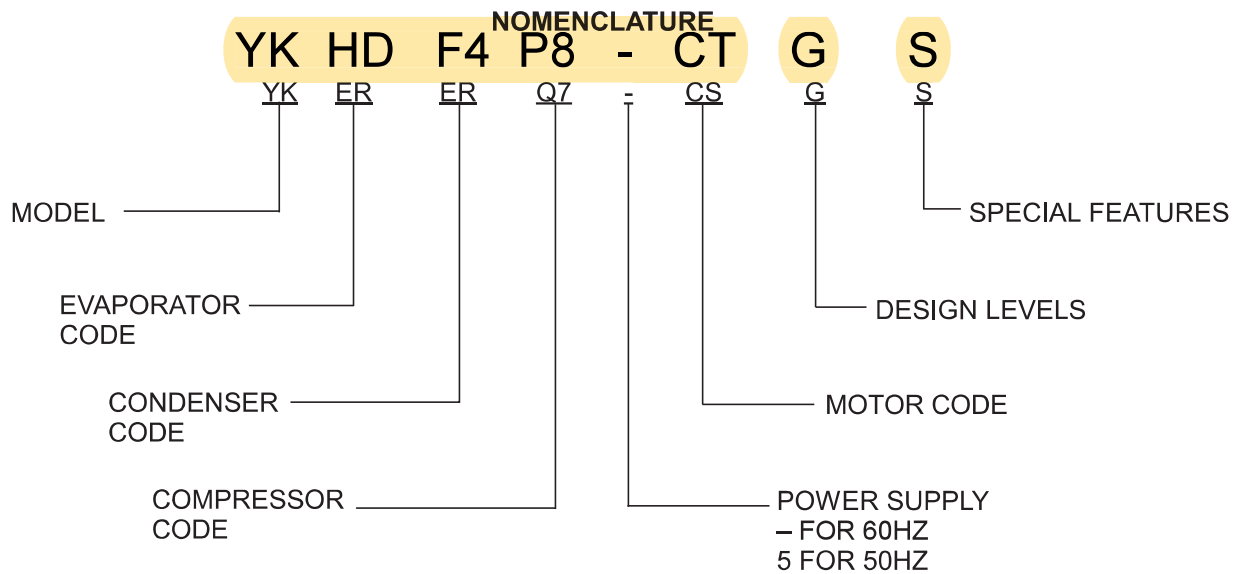 NOMENCLATURE
YK HD F4 P8 - CT G S
YK ER ER Q7 - CS G S
MODEL
SPECIAL FEATURES
EVAPORATOR
CODE
DESIGN LEVELS
CONDENSER
CODE
MOTOR CODE
COMPRESSOR
CODE
POWER SUPPLY
– FOR 60HZ
5 FOR 50HZ